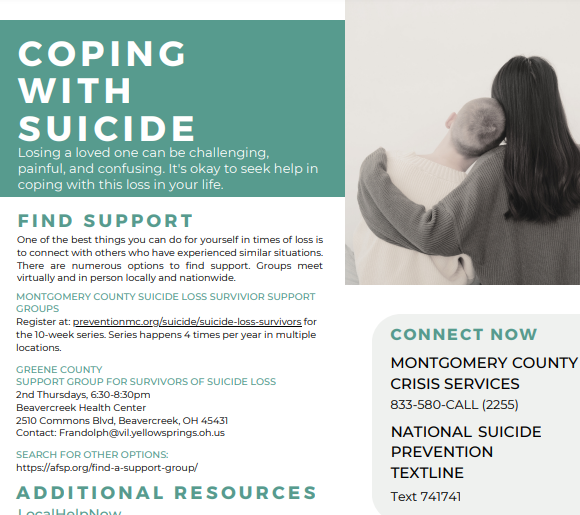 COPING
WITH
SUICIDE
Losing a loved one can be challenging,
painful, and confusing. It's okay to seek help in
coping with this loss in your life.
FIND SUPPORT
One of the best things you can do for yourself in times of loss is
to connect with others who have experienced similar situations.
There are numerous options to find support. Groups meet
virtually and in person locally and nationwide.
MONTGOMERY COUNTY SUICIDE LOSS SURVIVIOR SUPPORT
GROUPS
Register at: preventionmc.org/suicide/suicide-loss-survivors for
the 10-week series. Series happens 4 times per year in multiple
locations.
GREENE COUNTY
SUPPORT GROUP FOR SURVIVORS OF SUICIDE LOSS
2nd Thursdays, 6:30-8:30pm
Beavercreek Health Center
2510 Commons Blvd, Beavercreek, OH 45431
Contact: Frandolph@vil.yellowsprings.oh.us
SEARCH FOR OTHER OPTIONS:
https://afsp.org/find-a-support-group/
ADDITIONAL RESOURCES
LocalHelpNow
CONNECT NOW
MONTGOMERY COUNTY
CRISIS SERVICES
833-580-CALL (2255)
NATIONAL SUICIDE
PREVENTION
TEXTLINE
Text 741741